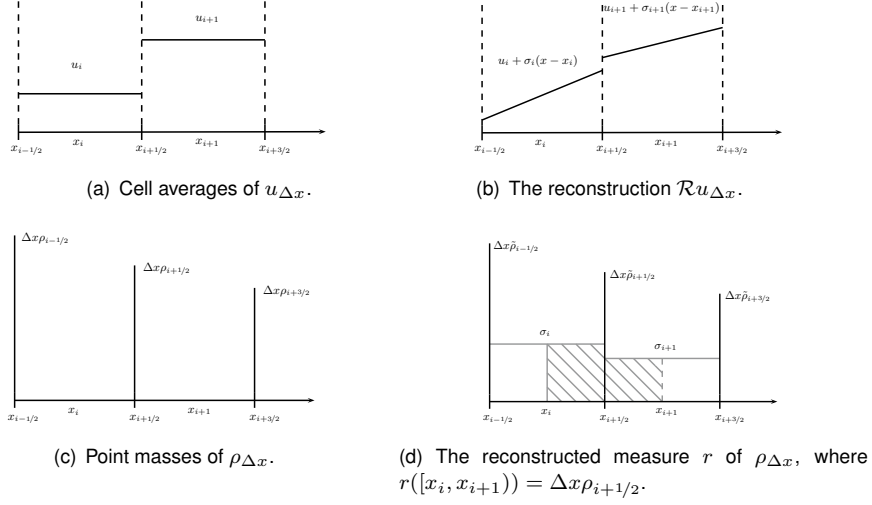 u_{i+1}
u_i
x_{i-1/2} x_i x_{i+1/2} x_{i+1} x_{i+3/2}
(a) Cell averages of u_{Δx}.
u_{i+1} + σ_{i+1}(x − x_{i+1})
u_i + σ_i(x − x_i)
x_{i-1/2} x_i x_{i+1/2} x_{i+1} x_{i+3/2}
(b) The reconstruction ℛu_{Δx}.
Δxρ_{i-1/2}
Δxρ_{i+1/2}
Δxρ_{i+3/2}
x_{i-1/2} x_i x_{i+1/2} x_{i+1} x_{i+3/2}
(c) Point masses of ρ_{Δx}.
Δxρ̃_{i-1/2}
Δxρ̃_{i+1/2}
Δxρ̃_{i+3/2}
σ_i
σ_{i+1}
x_{i-1/2} x_i x_{i+1/2} x_{i+1} x_{i+3/2}
(d) The reconstructed measure r of ρ_{Δx}, where
r([x_i, x_{i+1})) = Δxρ_{i+1/2}.